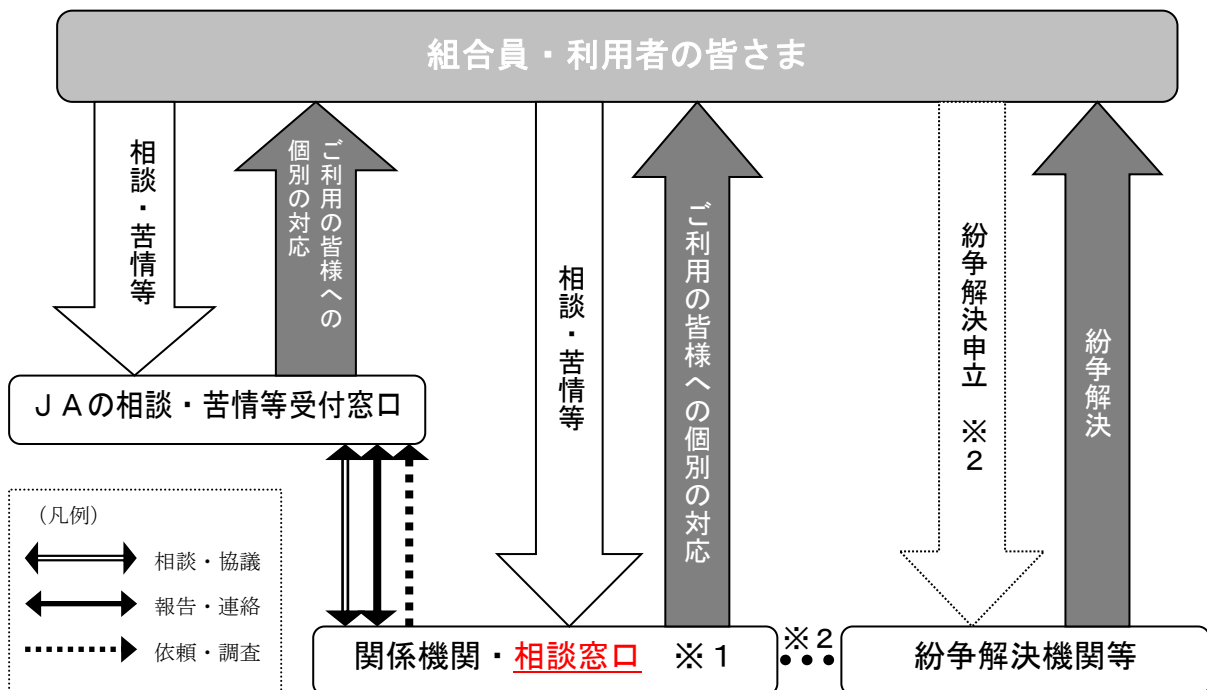 組合員・利用者の皆さま
相談・苦情等
ご利用の皆様への
個別の対応
相談・苦情等
ご利用の皆様への個別の対応
紛争解決申立 ※2
紛争解決
JAの相談・苦情等受付窓口
(凡例)
相談・協議
報告・連絡
依頼・調査
関係機関・相談窓口 ※1
※2
紛争解決機関等